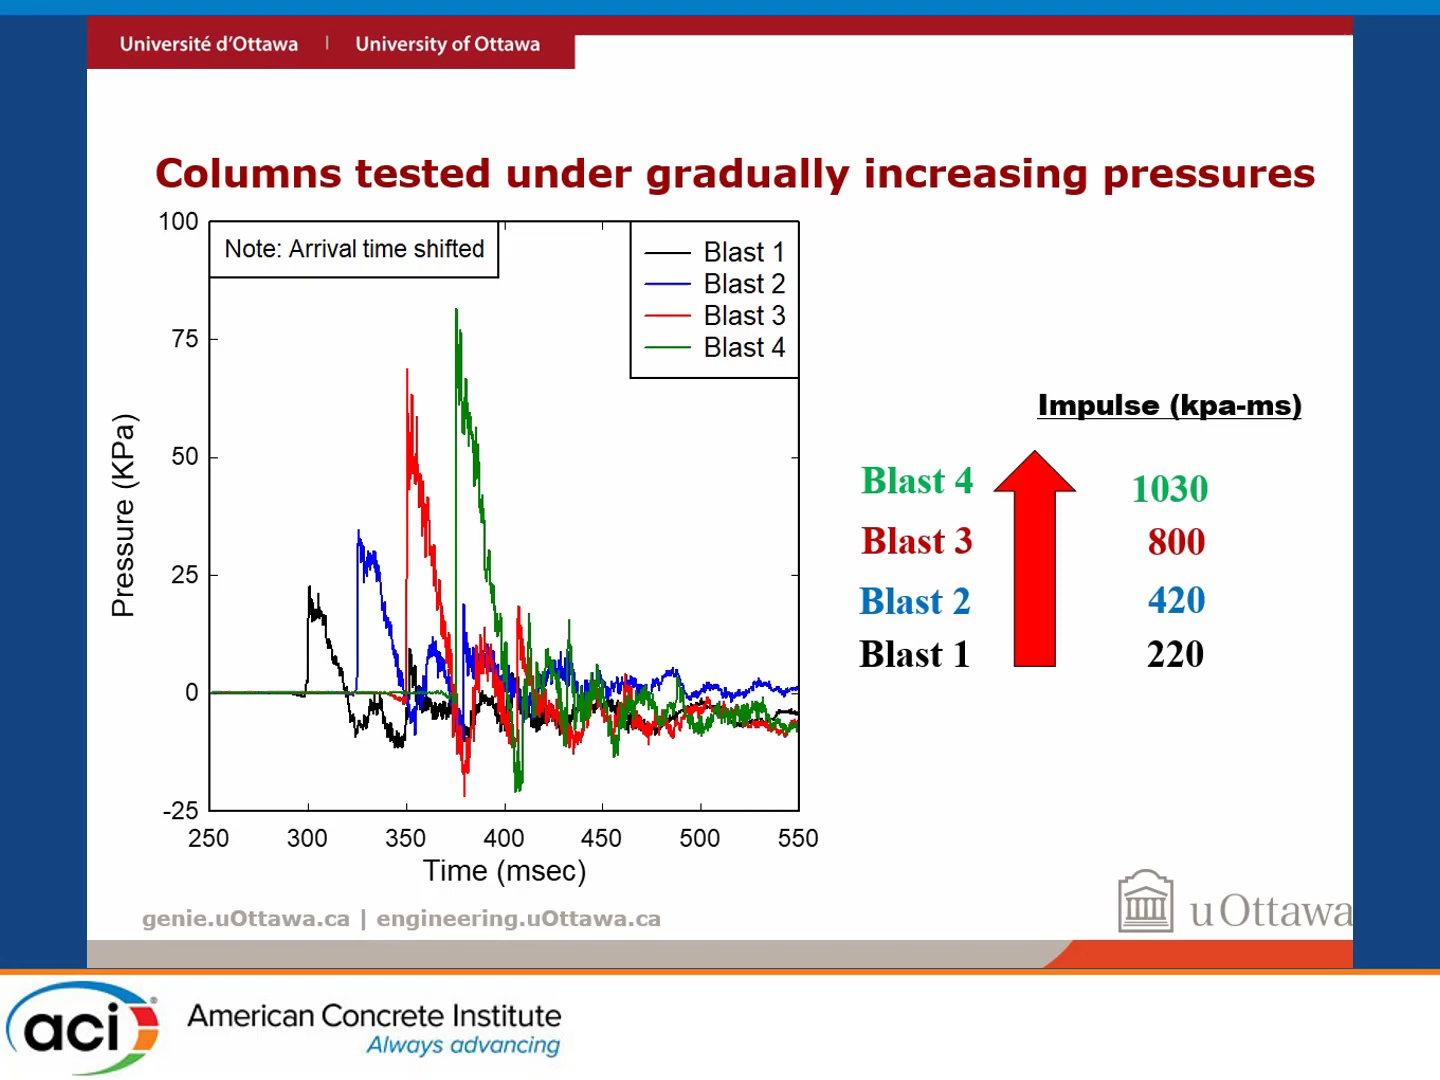 Université d'Ottawa | University of Ottawa
Columns tested under gradually increasing pressures
Note: Arrival time shifted
Blast 1
Blast 2
Blast 3
Blast 4
100
75
50
25
0
-25
Pressure (KPa)
250 300 350 400 450 500 550
Time (msec)
Impulse (kpa-ms)
Blast 4 1030
Blast 3 800
Blast 2 420
Blast 1 220
genie.uOttawa.ca | engineering.uOttawa.ca
uOttawa
aci®
American Concrete Institute
Always advancing